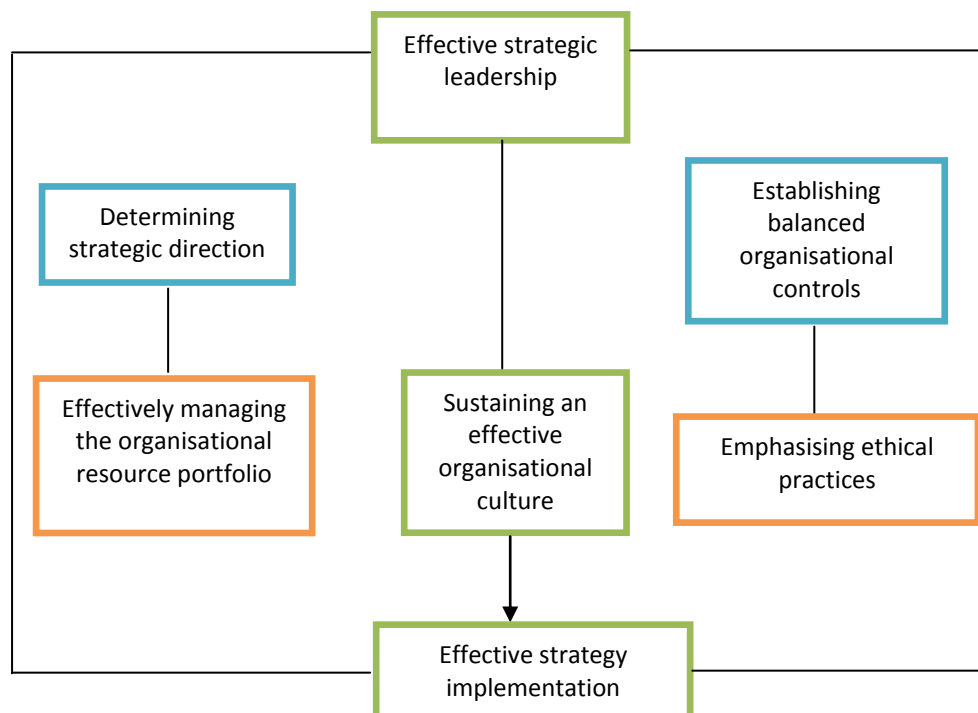 Effective strategic
leadership
Determining
strategic direction
Establishing
balanced
organisational
controls
Effectively managing
the organisational
resource portfolio
Sustaining an
effective
organisational
culture
Emphasising ethical
practices
Effective strategy
implementation